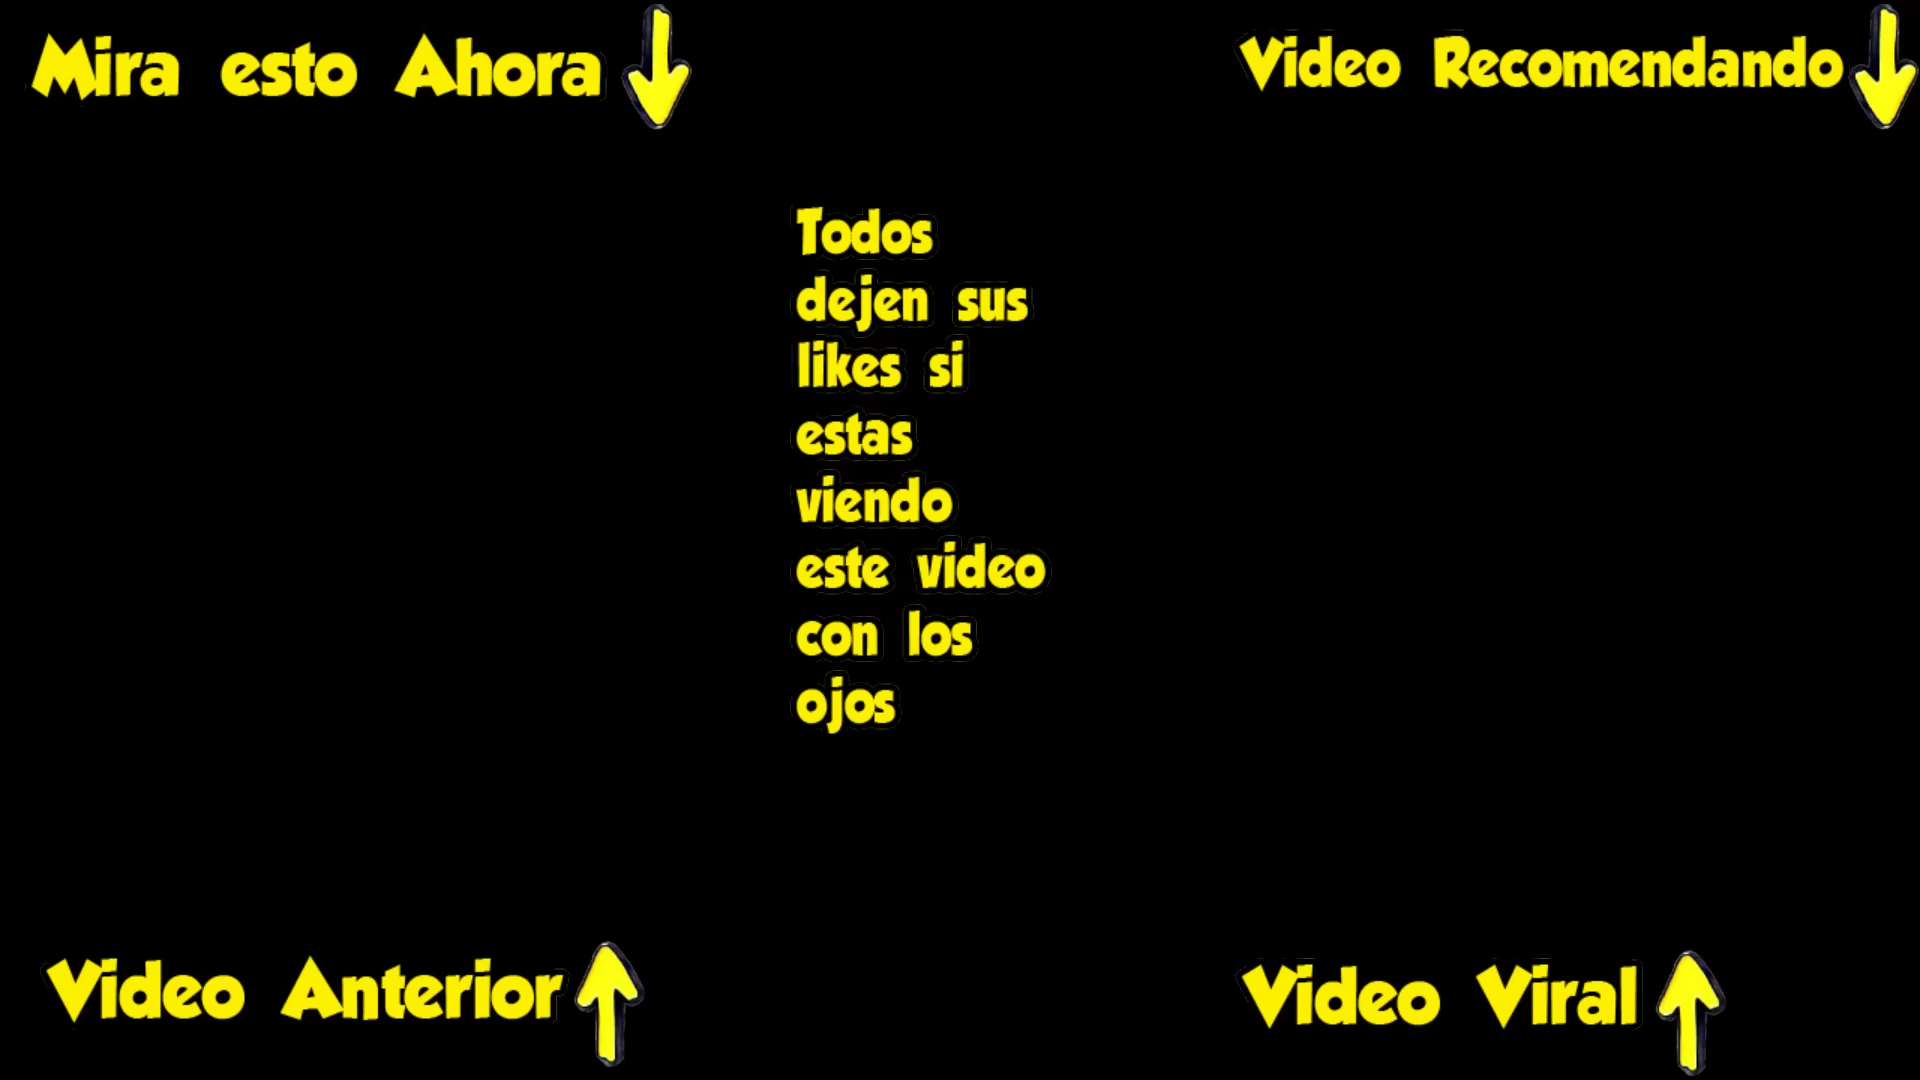 Mira esto Ahora
Video Recomendando
Todos
dejen sus
likes si
estas
viendo
este video
con los
ojos
Video Anterior
Video Viral